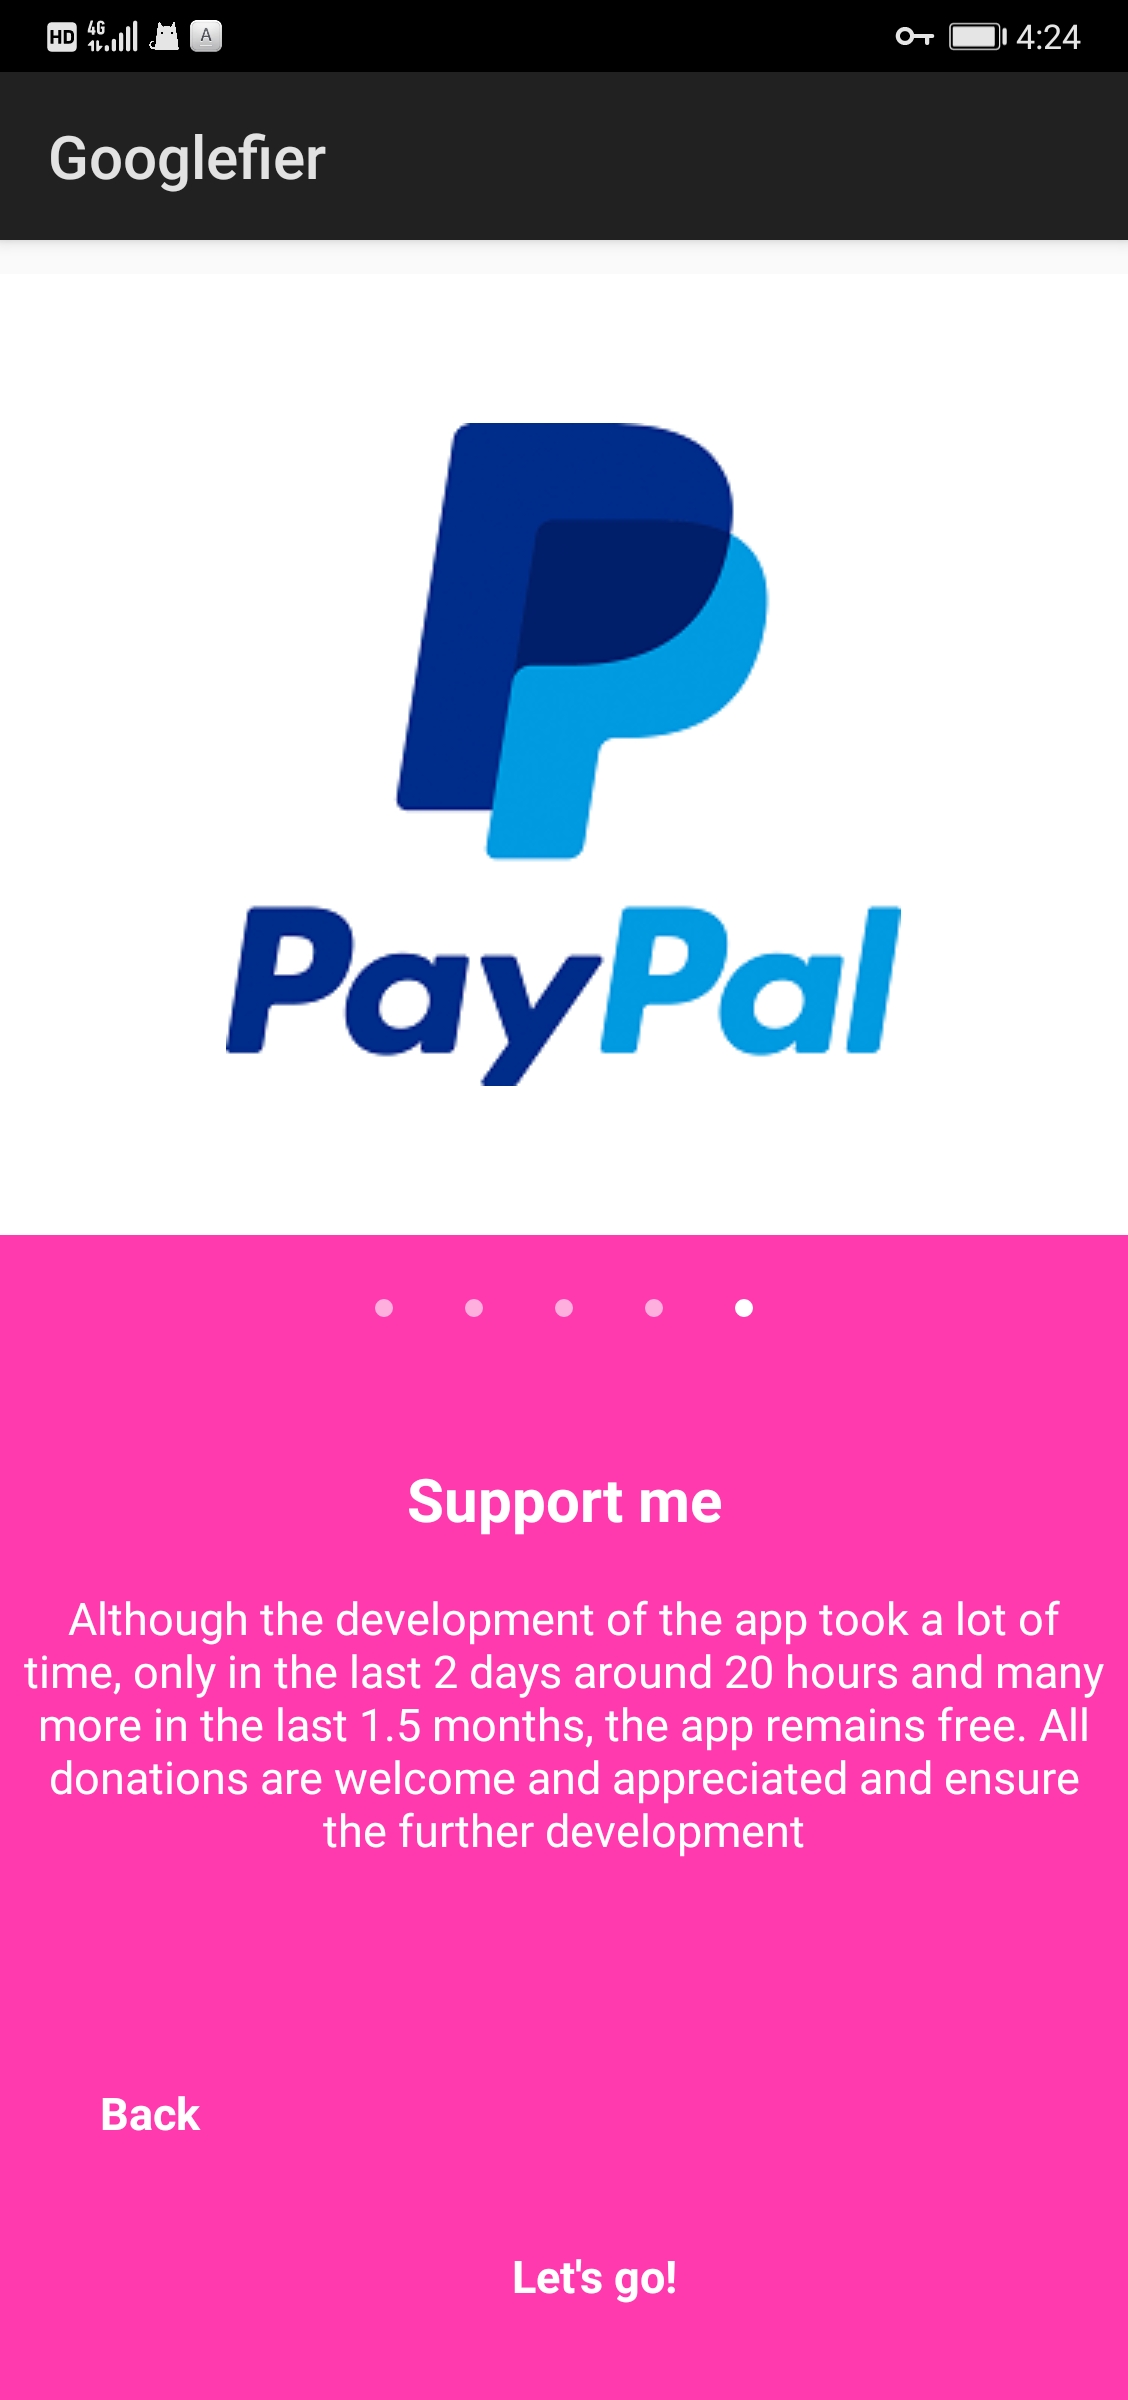 HD 4G A 4:24
Googlefier
PayPal
Support me
Although the development of the app took a lot of
time, only in the last 2 days around 20 hours and many
more in the last 1.5 months, the app remains free. All
donations are welcome and appreciated and ensure
the further development
Back
Let's go!